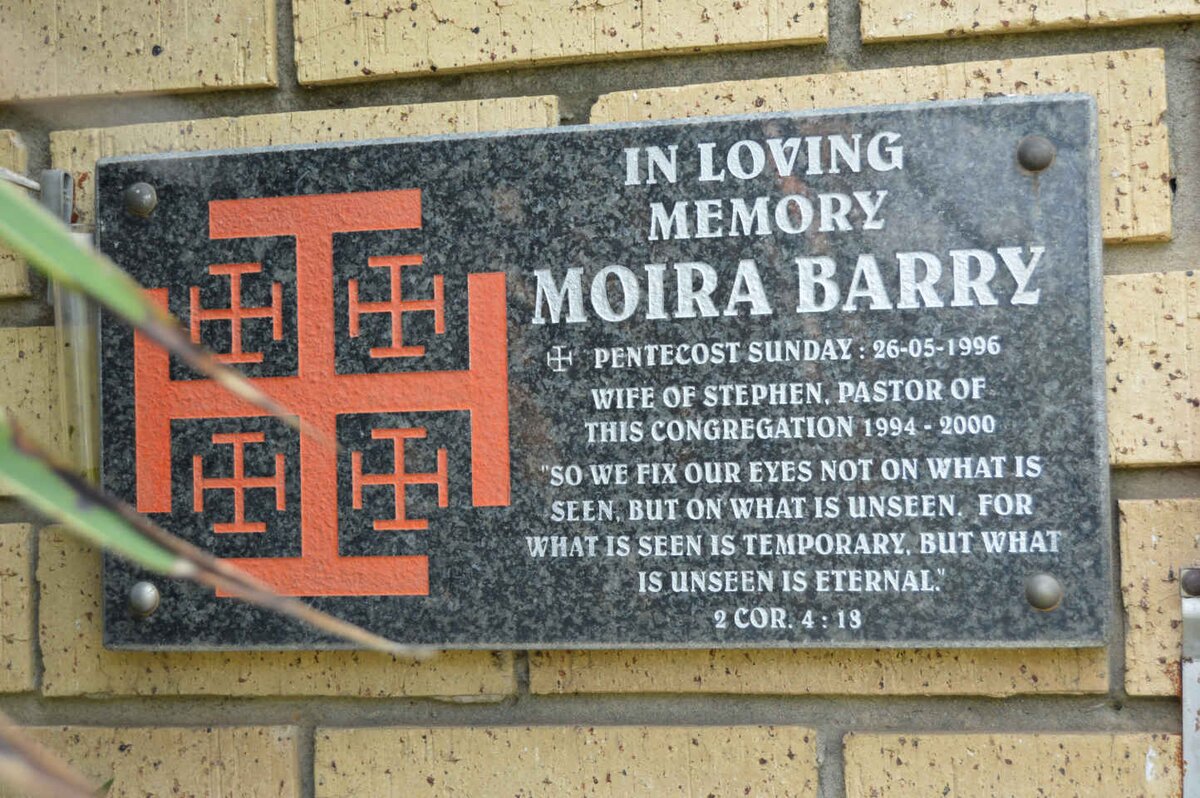 IN LOVING
MEMORY
MOIRA BARRY
PENTECOST SUNDAY : 26-05-1996
WIFE OF STEPHEN, PASTOR OF
THIS CONGREGATION 1994 - 2000
"SO WE FIX OUR EYES NOT ON WHAT IS
SEEN, BUT ON WHAT IS UNSEEN. FOR
WHAT IS SEEN IS TEMPORARY, BUT WHAT
IS UNSEEN IS ETERNAL."
2 COR. 4 : 18